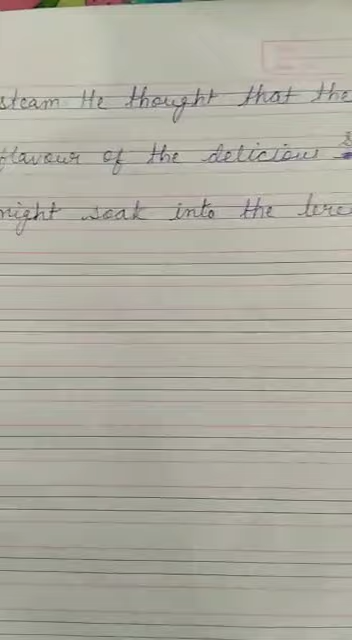 steam He thought that the
flavour of the delicious
might soak into the